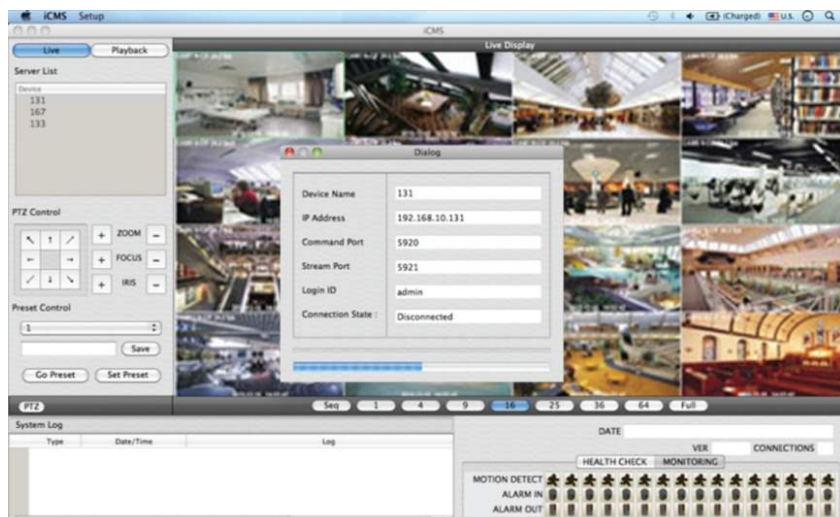 iCMS Setup
(Charged) U.S.
iCMS
Live Playback
Live Display
Server List
Device
131
167
133
Dialog
Device Name 131
IP Address 192.168.10.131
Command Port 5920
Stream Port 5921
Login ID admin
Connection State : Disconnected
PTZ Control
+ ZOOM -
+ FOCUS -
+ IRIS -
Preset Control
1
Save
Go Preset Set Preset
PTZ
Seq 1 4 9 16 25 36 64 Full
System Log
Type Date/Time Log
DATE
VER CONNECTIONS
HEALTH CHECK MONITORING
MOTION DETECT
ALARM IN
ALARM OUT